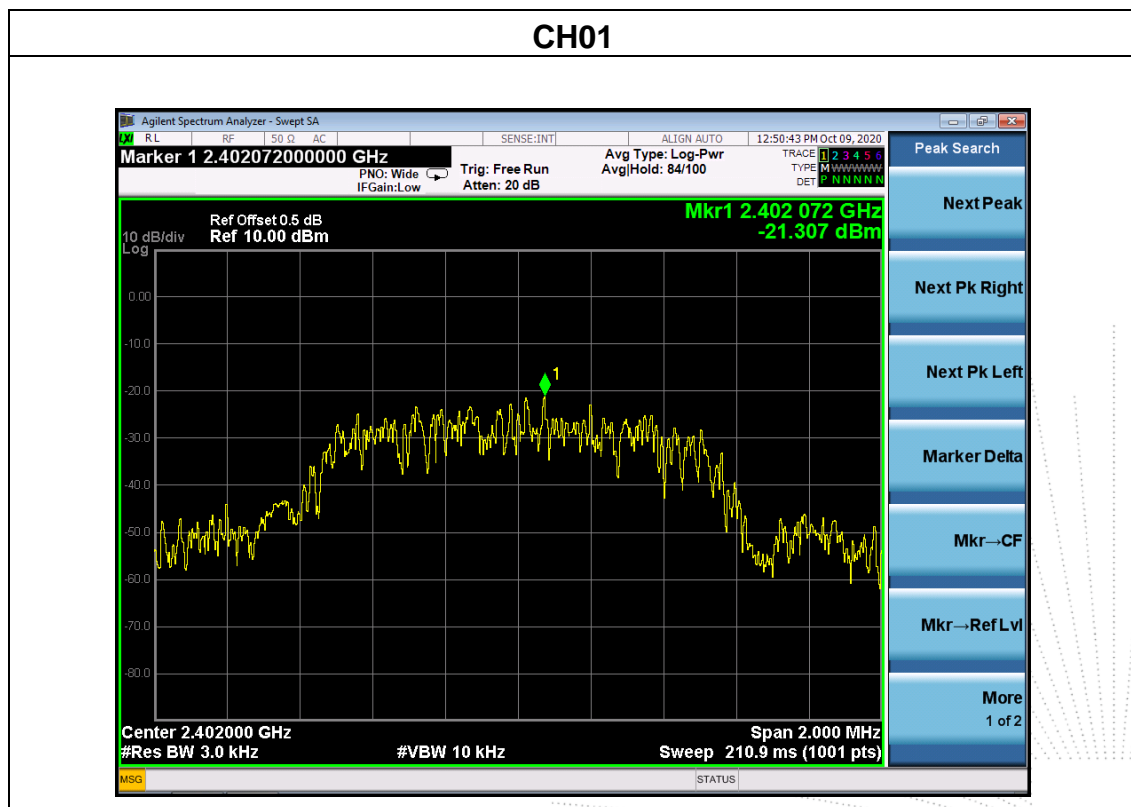 CH01
Agilent Spectrum Analyzer - Swept SA
LXI RL RF 50 Ω AC SENSE:INT ALIGN AUTO 12:50:43 PM Oct 09, 2020
Marker 1 2.402072000000 GHz
PNO: Wide
IFGain:Low
Trig: Free Run
Atten: 20 dB
Avg Type: Log-Pwr
Avg|Hold: 84/100
TRACE 1 2 3 4 5 6
TYPE M WWWWW
DET P N N N N N
Peak Search
Next Peak
Next Pk Right
Next Pk Left
Marker Delta
Mkr→CF
Mkr→Ref Lvl
More
1 of 2
Mkr1 2.402 072 GHz
-21.307 dBm
Ref Offset 0.5 dB
10 dB/div Ref 10.00 dBm
Log
0.00
-10.0
-20.0
-30.0
-40.0
-50.0
-60.0
-70.0
-80.0
1
Center 2.402000 GHz Span 2.000 MHz
#Res BW 3.0 kHz #VBW 10 kHz Sweep 210.9 ms (1001 pts)
MSG STATUS